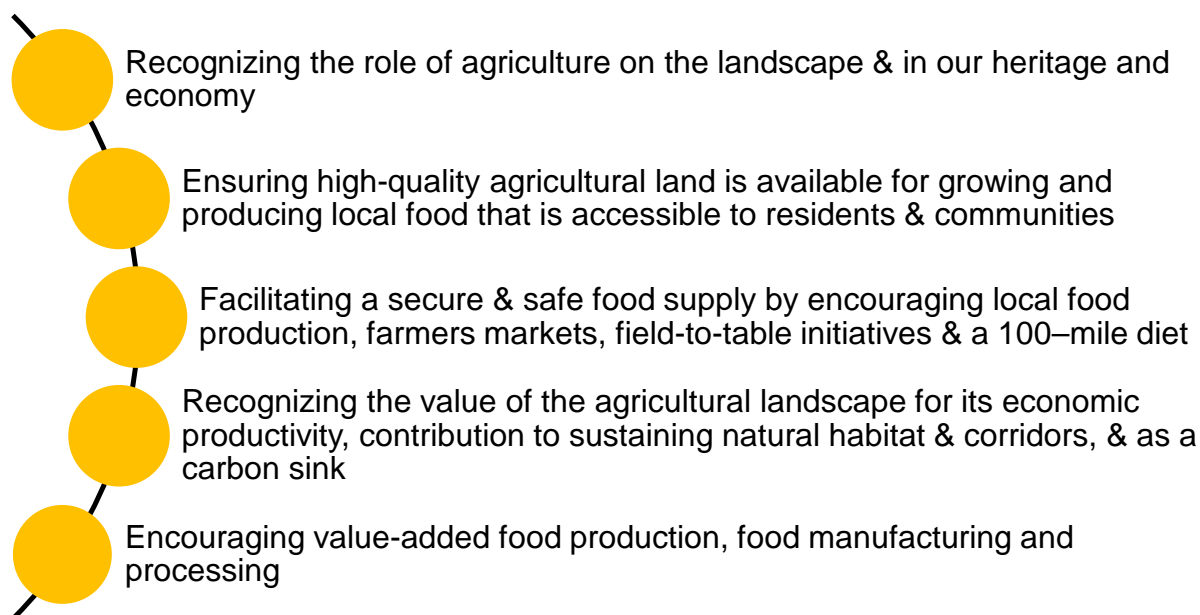 Recognizing the role of agriculture on the landscape & in our heritage and
economy
Ensuring high-quality agricultural land is available for growing and
producing local food that is accessible to residents & communities
Facilitating a secure & safe food supply by encouraging local food
production, farmers markets, field-to-table initiatives & a 100–mile diet
Recognizing the value of the agricultural landscape for its economic
productivity, contribution to sustaining natural habitat & corridors, & as a
carbon sink
Encouraging value-added food production, food manufacturing and
processing